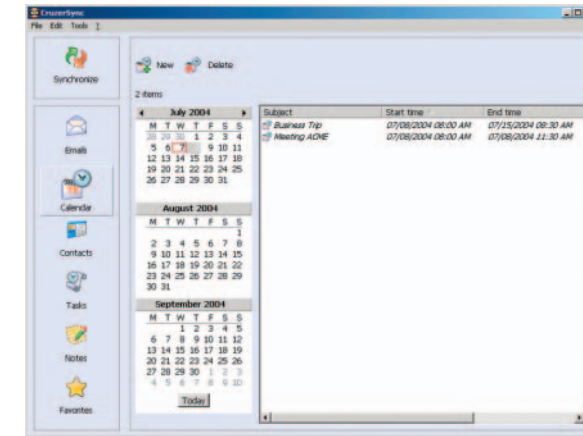 CruzerSync
File Edit Tools ?
Synchronize
New Delete
2 items
Emails
Calendar
Contacts
Tasks
Notes
Favorites
July 2004
M T W T F S S
28 29 30 1 2 3 4
5 6 7 9 10 11
12 13 14 15 16 17 18
19 20 21 22 23 24 25
26 27 28 29 30 31
August 2004
M T W T F S S
1
2 3 4 5 6 7 8
9 10 11 12 13 14 15
16 17 18 19 20 21 22
23 24 25 26 27 28 29
30 31
September 2004
M T W T F S S
1 2 3 4 5
6 7 8 9 10 11 12
13 14 15 16 17 18 19
20 21 22 23 24 25 26
27 28 29 30 1 2 3
4 5 6 7 8 9 10
Today
Subject Start time End time
Business Trip 07/08/2004 08:00 AM 07/15/2004 08:30 AM
Meeting ACME 07/08/2004 08:00 AM 07/08/2004 11:30 AM